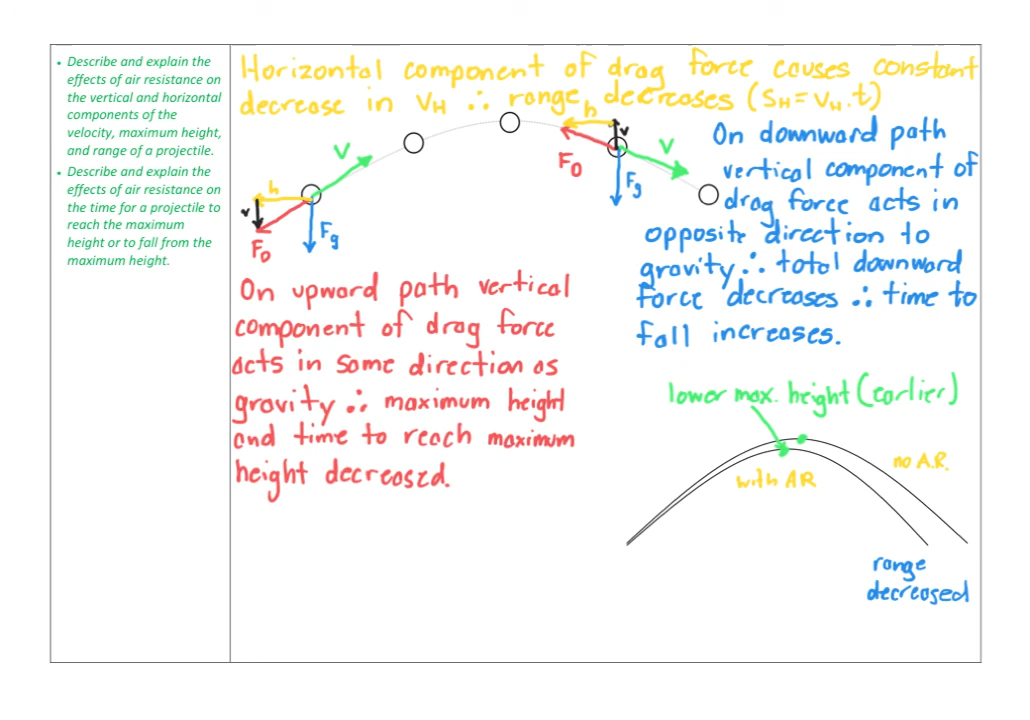 • Describe and explain the
effects of air resistance on
the vertical and horizontal
components of the
velocity, maximum height,
and range of a projectile.
• Describe and explain the
effects of air resistance on
the time for a projectile to
reach the maximum
height or to fall from the
maximum height.
Horizontal component of drag force causes constant
decrease in VH ∴ range decreases (SH=VH.t)
h
v
V
FD
Fg
V
h
v
FD
Fg
On downward path
vertical component of
drag force acts in
opposite direction to
gravity ∴ total downward
force decreases ∴ time to
fall increases.
On upward path vertical
component of drag force
acts in same direction as
gravity ∴ maximum height
and time to reach maximum
height decreased.
lower max. height (earlier)
no A.R.
with AR
range
decreased